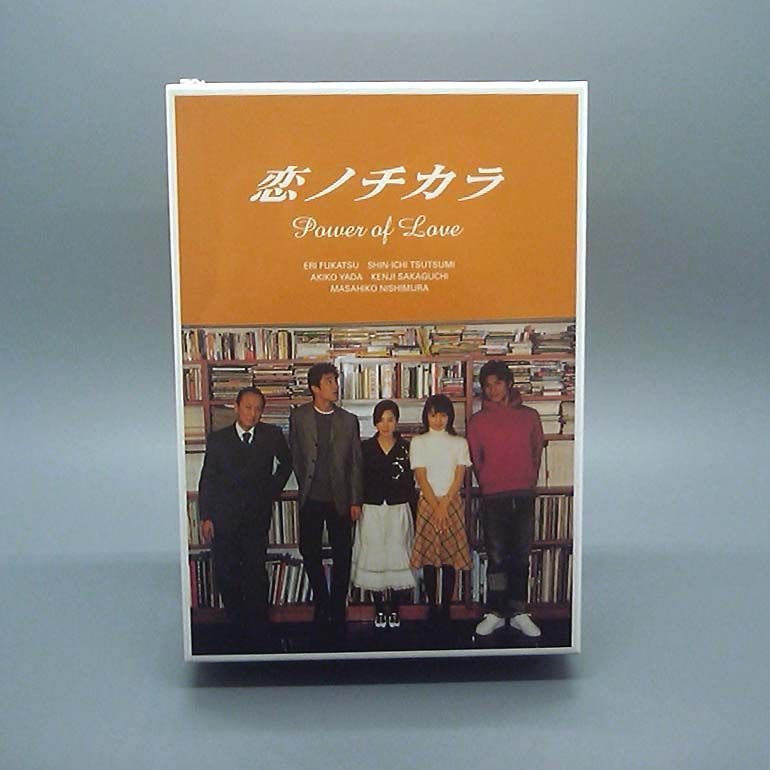 恋ノチカラ
Power of Love
ERI FUKATSU SHIN-ICHI TSUTSUMI
AKIKO YADA KENJI SAKAGUCHI
MASAHIKO NISHIMURA